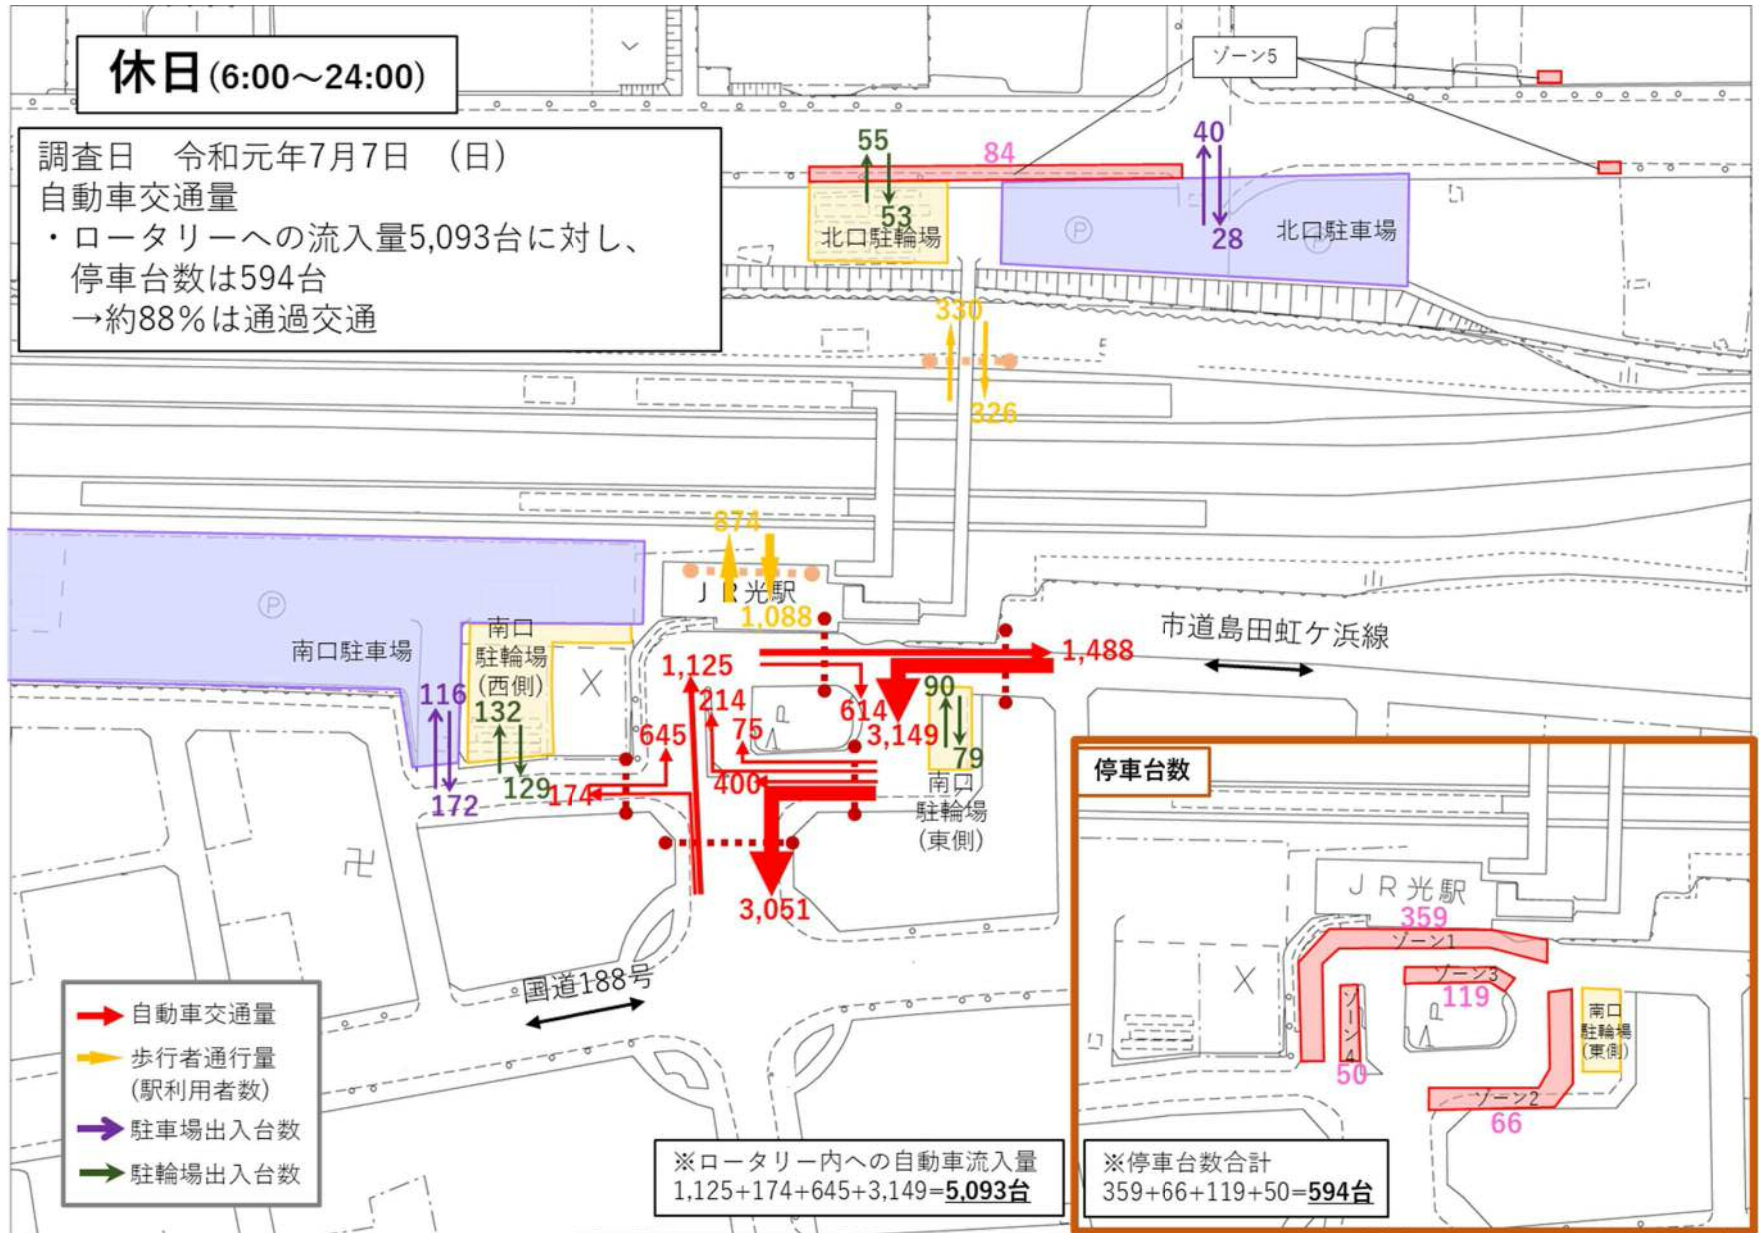 休日(6:00～24:00)
調査日　令和元年7月7日　(日)
自動車交通量
・ロータリーへの流入量5,093台に対し、
停車台数は594台
→約88％は通過交通
ゾーン5
55
84
40
53
28
北口駐輪場
北口駐車場
P
P
330
326
874
JR光駅
1,088
市道島田虹ケ浜線
1,488
南口駐車場
P
南口
駐輪場
(西側)
1,125
214
75
645
614
3,149
90
79
116
132
172
129
174
400
南口
駐輪場
(東側)
3,051
国道188号
自動車交通量
歩行者通行量
(駅利用者数)
駐車場出入台数
駐輪場出入台数
※ロータリー内への自動車流入量
1,125+174+645+3,149=5,093台
停車台数
JR光駅
359
ゾーン1
ゾーン3
119
ゾーン4
50
ゾーン2
66
南口
駐輪場
(東側)
※停車台数合計
359+66+119+50=594台